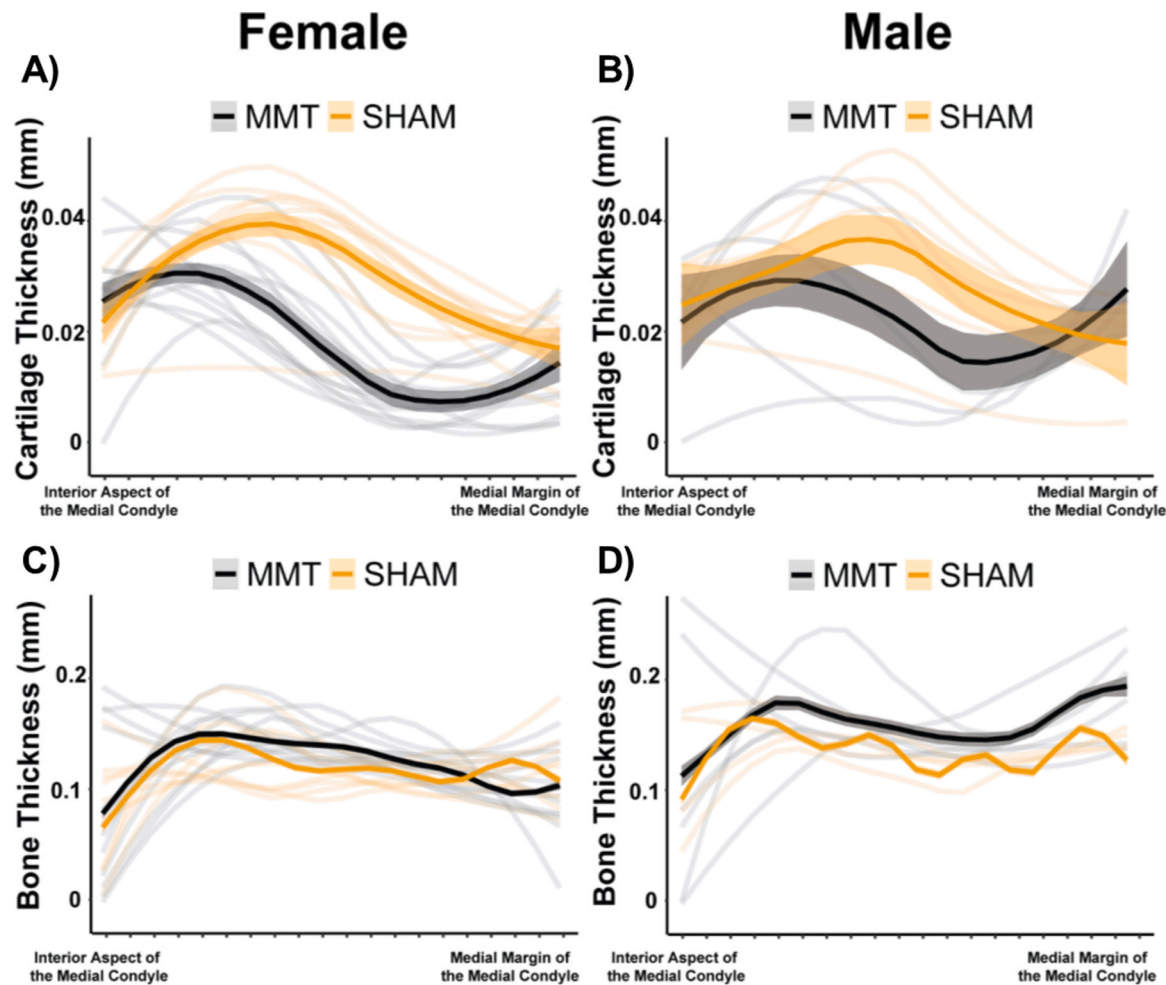 Female
Male
A)
B)
MMT SHAM
MMT SHAM
Cartilage Thickness (mm)
0.04
0.02
0
Interior Aspect of
the Medial Condyle
Medial Margin of
the Medial Condyle
Cartilage Thickness (mm)
0.04
0.02
0
Interior Aspect of
the Medial Condyle
Medial Margin of
the Medial Condyle
C)
D)
MMT SHAM
MMT SHAM
Bone Thickness (mm)
0.2
0.1
0
Interior Aspect of
the Medial Condyle
Medial Margin of
the Medial Condyle
Bone Thickness (mm)
0.2
0.1
0
Interior Aspect of
the Medial Condyle
Medial Margin of
the Medial Condyle